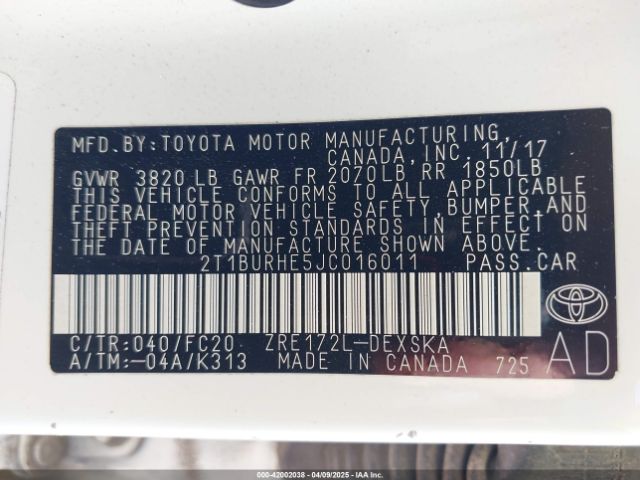 MFD. BY: TOYOTA MOTOR MANUFACTURING,
CANADA, INC. 11/17
GVWR 3820 LB GAWR FR 2070LB RR 1850LB
THIS VEHICLE CONFORMS TO ALL APPLICABLE
FEDERAL MOTOR VEHICLE SAFETY, BUMPER, AND
THEFT PREVENTION STANDARDS IN EFFECT ON
THE DATE OF MANUFACTURE SHOWN ABOVE.
2T1BURHE5JC016011 PASS. CAR
C/TR: 040/FC20 ZRE172L-DEXSKA
A/TM: -04A/K313 MADE IN CANADA 725
AD
000-42002038 - 04/09/2025 - IAA Inc.